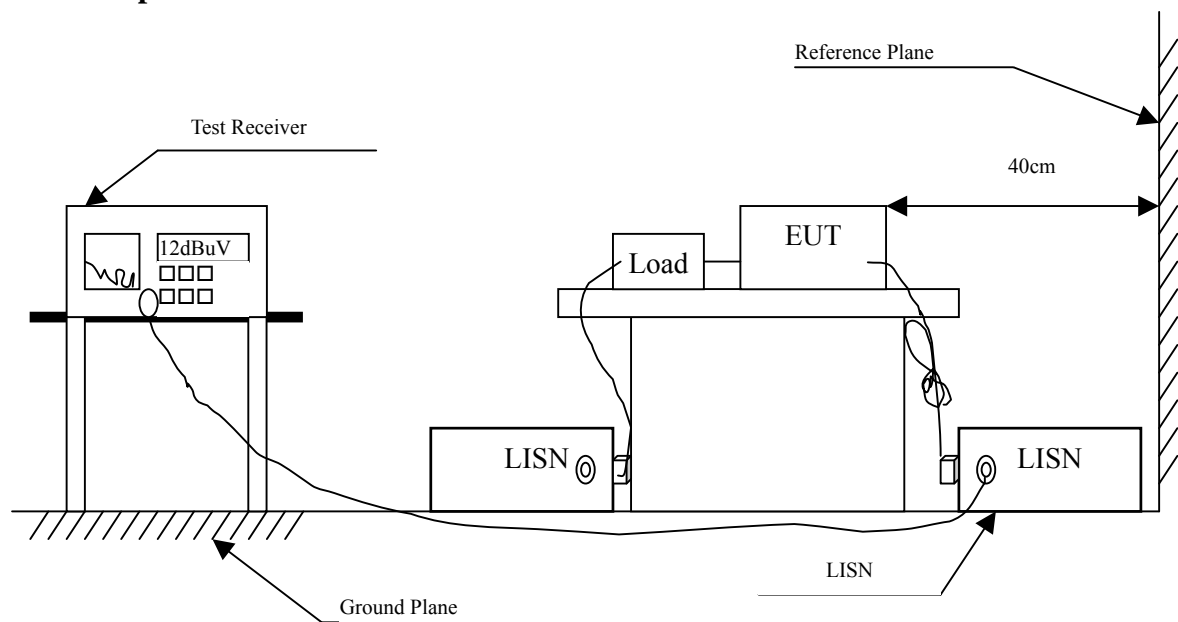 Reference Plane
Test Receiver
40cm
12dBuV
Load
EUT
LISN
LISN
LISN
Ground Plane